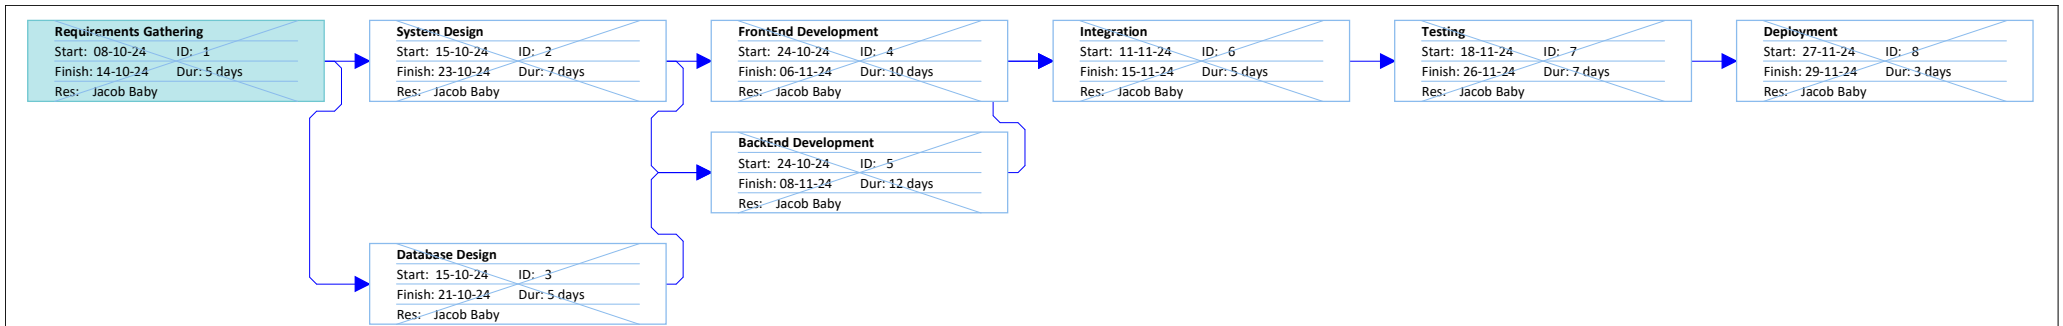 Requirements Gathering
Start: 08-10-24 ID: 1
Finish: 14-10-24 Dur: 5 days
Res: Jacob Baby
System Design
Start: 15-10-24 ID: 2
Finish: 23-10-24 Dur: 7 days
Res: Jacob Baby
FrontEnd Development
Start: 24-10-24 ID: 4
Finish: 06-11-24 Dur: 10 days
Res: Jacob Baby
Integration
Start: 11-11-24 ID: 6
Finish: 15-11-24 Dur: 5 days
Res: Jacob Baby
Testing
Start: 18-11-24 ID: 7
Finish: 26-11-24 Dur: 7 days
Res: Jacob Baby
Deployment
Start: 27-11-24 ID: 8
Finish: 29-11-24 Dur: 3 days
Res: Jacob Baby
BackEnd Development
Start: 24-10-24 ID: 5
Finish: 08-11-24 Dur: 12 days
Res: Jacob Baby
Database Design
Start: 15-10-24 ID: 3
Finish: 21-10-24 Dur: 5 days
Res: Jacob Baby